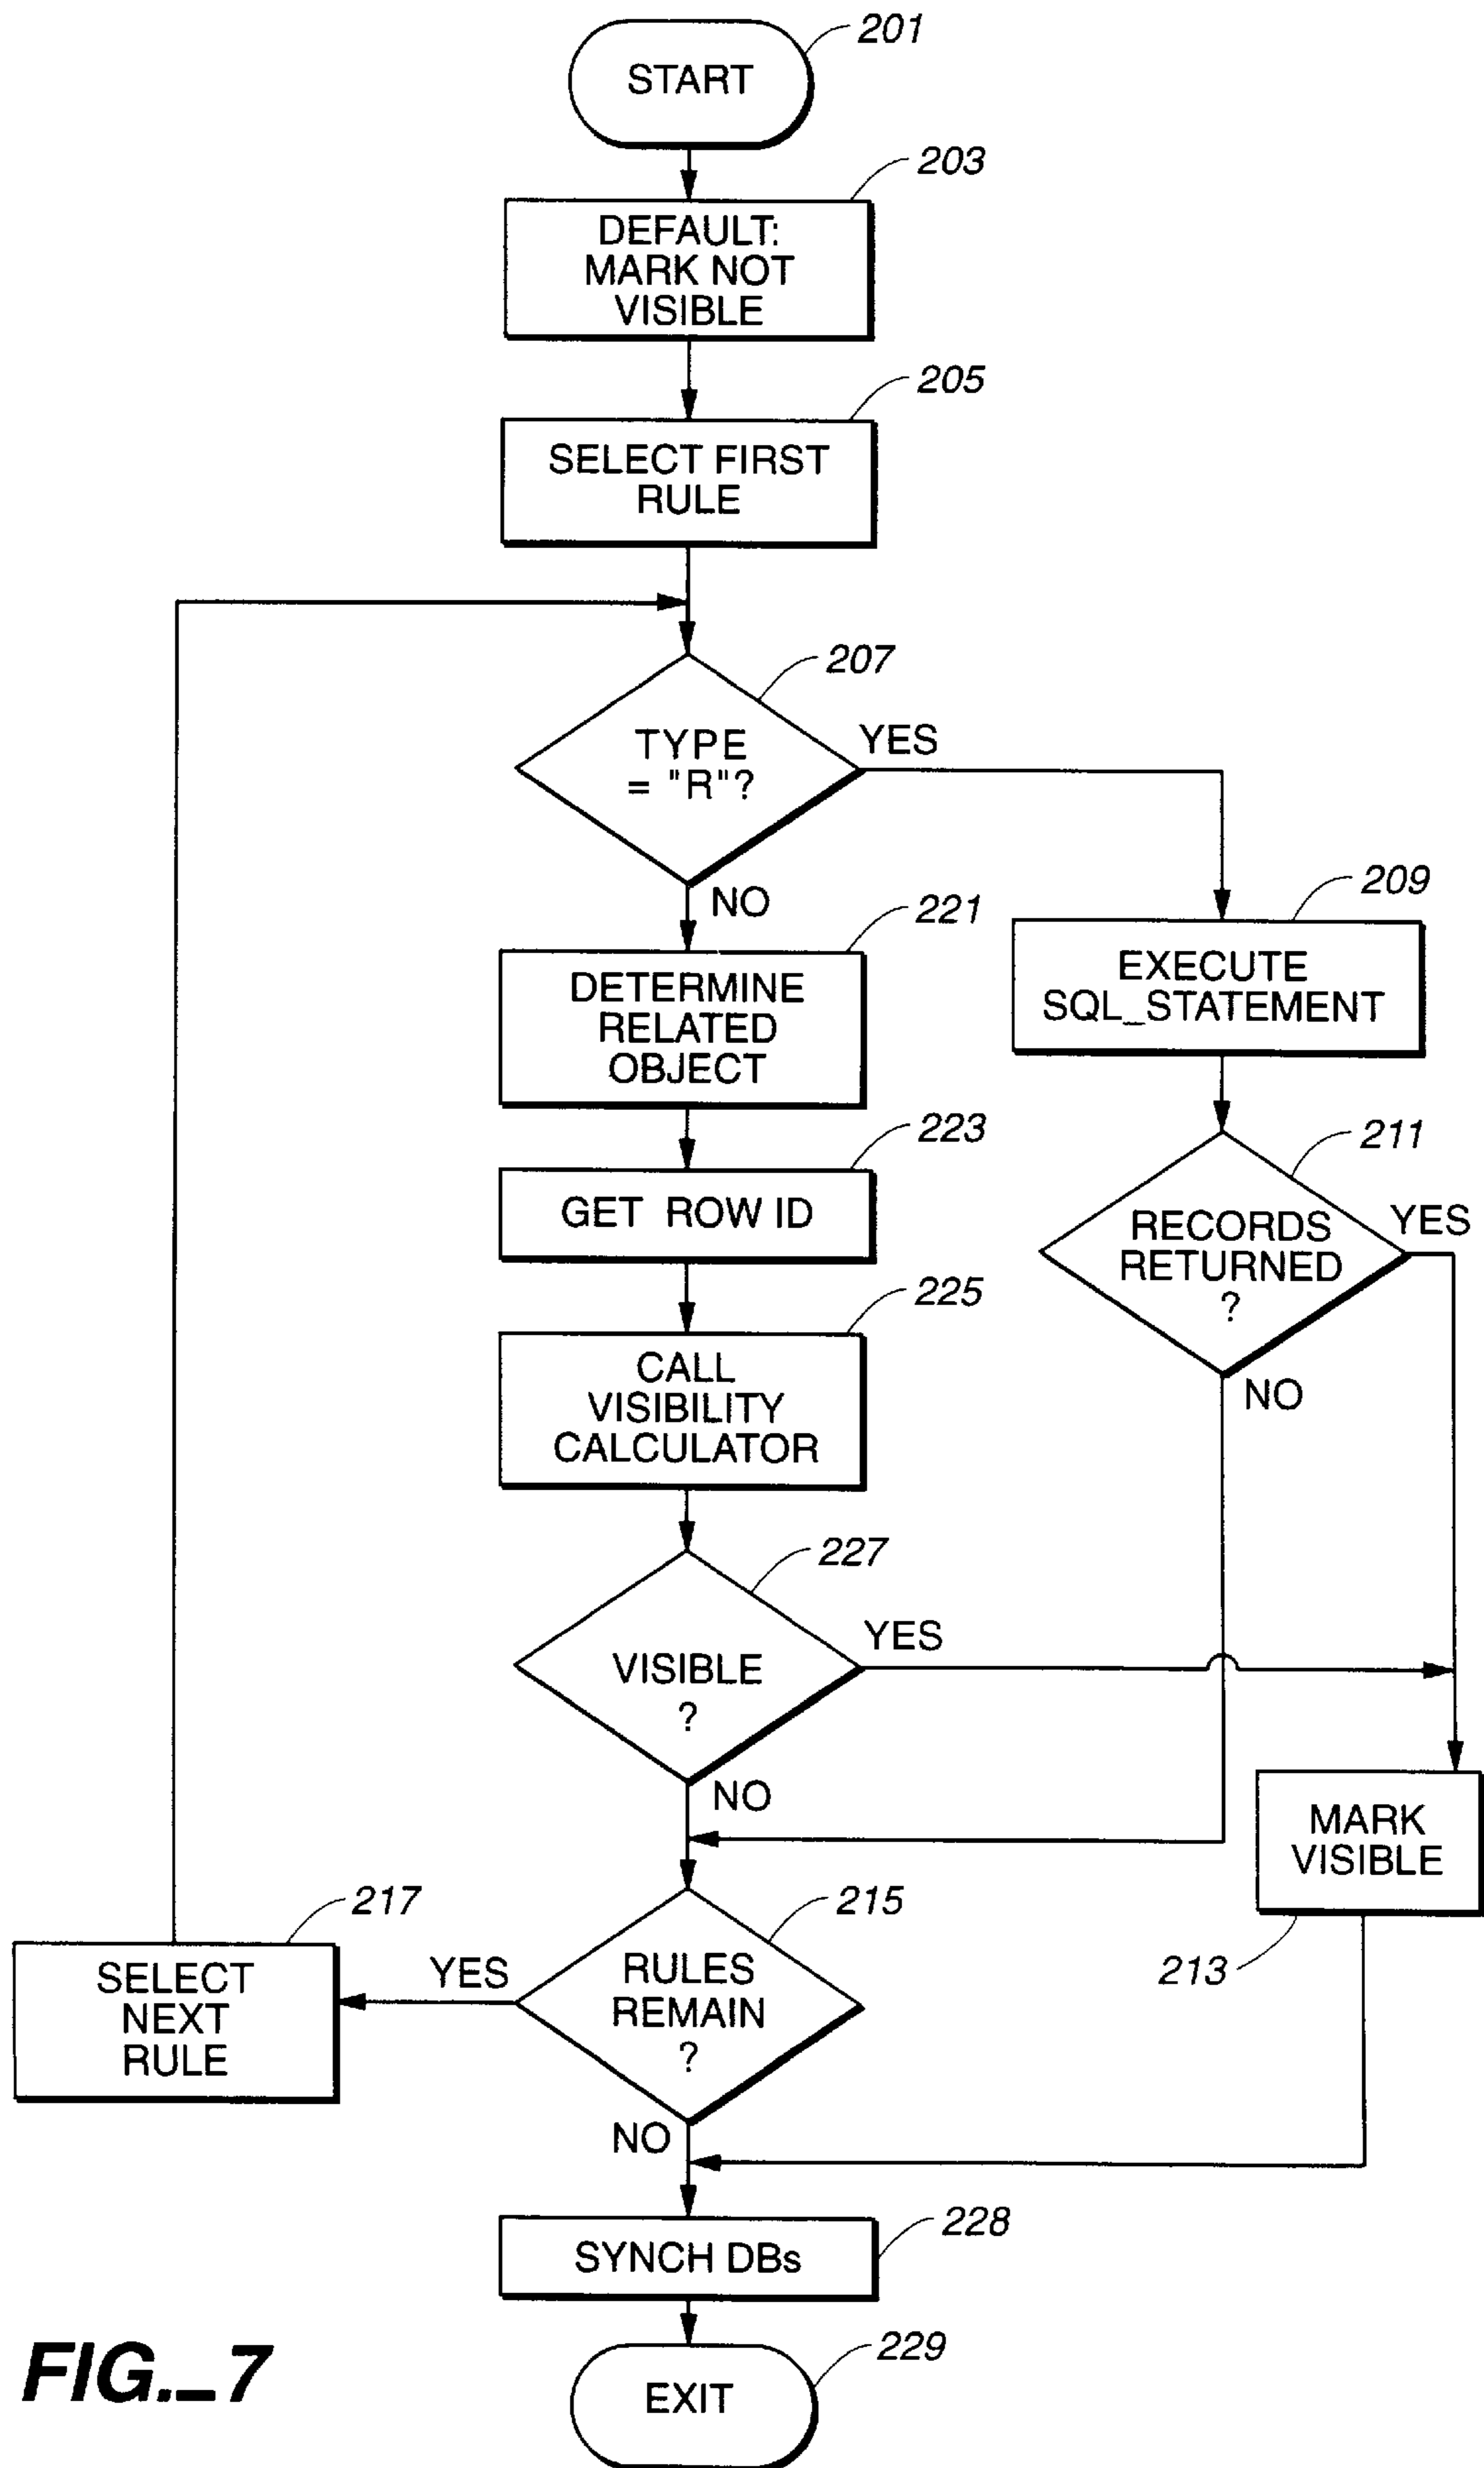 201
START
203
DEFAULT:
MARK NOT
VISIBLE
205
SELECT FIRST
RULE
207
TYPE
= "R"?
YES
NO
209
EXECUTE
SQL_STATEMENT
221
DETERMINE
RELATED
OBJECT
211
RECORDS
RETURNED
?
YES
NO
223
GET ROW ID
225
CALL
VISIBILITY
CALCULATOR
227
VISIBLE
?
YES
NO
MARK
VISIBLE
213
215
RULES
REMAIN
?
YES
NO
217
SELECT
NEXT
RULE
228
SYNCH DBs
229
EXIT
FIG._7